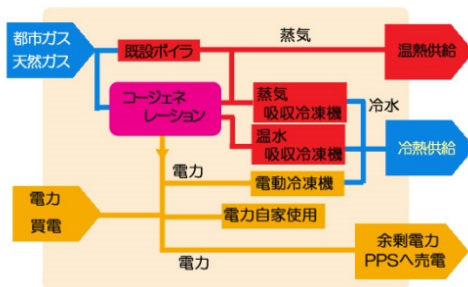 都市ガス
天然ガス
既設ボイラ
蒸気
温熱供給
コージェネ
レーション
蒸気
吸収冷凍機
冷水
温水
吸収冷凍機
冷熱供給
電力
電動冷凍機
電力
買電
電力自家使用
電力
余剰電力
PPSへ売電